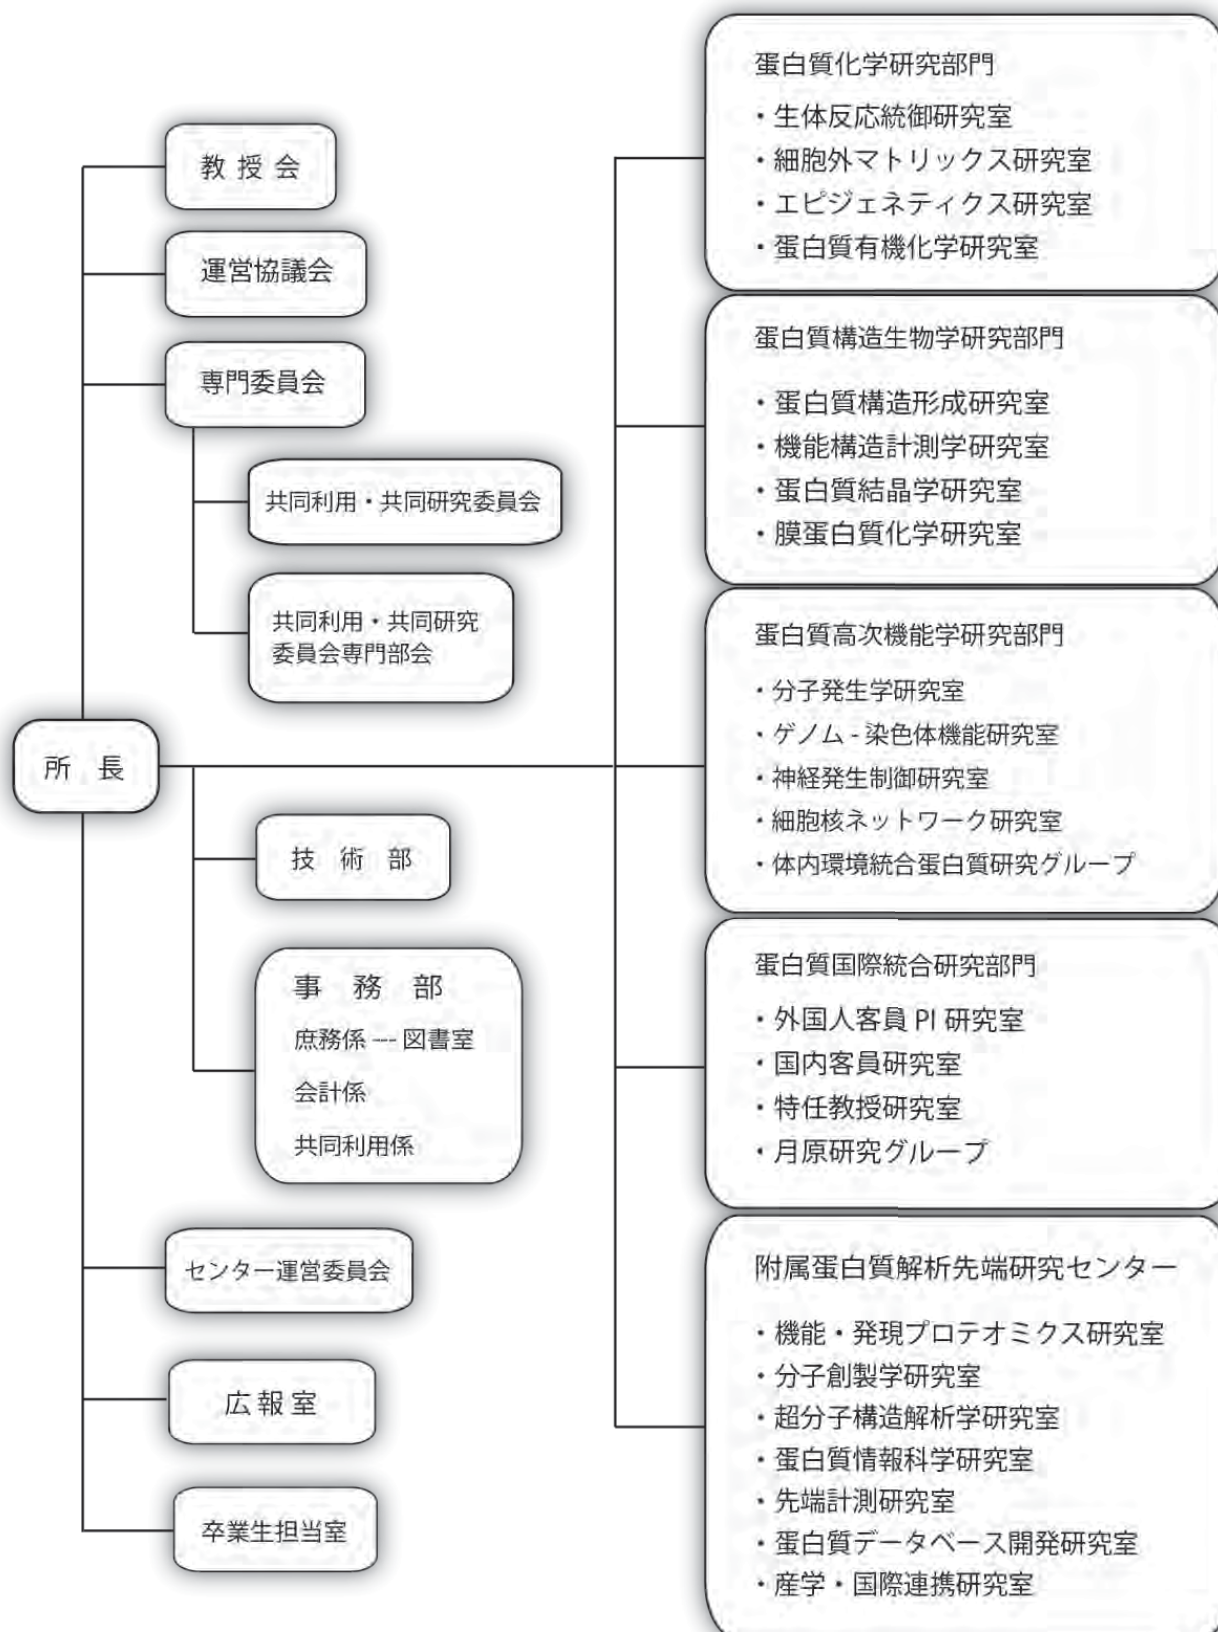 教授会
運営協議会
専門委員会
共同利用・共同研究委員会
共同利用・共同研究
委員会専門部会
所 長
技 術 部
事 務 部
庶務係 --- 図書室
会計係
共同利用係
センター運営委員会
広報室
卒業生担当室
蛋白質化学研究部門
・生体反応統御研究室
・細胞外マトリックス研究室
・エピジェネティクス研究室
・蛋白質有機化学研究室
蛋白質構造生物学研究部門
・蛋白質構造形成研究室
・機能構造計測学研究室
・蛋白質結晶学研究室
・膜蛋白質化学研究室
蛋白質高次機能学研究部門
・分子発生学研究室
・ゲノム - 染色体機能研究室
・神経発生制御研究室
・細胞核ネットワーク研究室
・体内環境統合蛋白質研究グループ
蛋白質国際統合研究部門
・外国人客員 PI 研究室
・国内客員研究室
・特任教授研究室
・月原研究グループ
附属蛋白質解析先端研究センター
・機能・発現プロテオミクス研究室
・分子創製学研究室
・超分子構造解析学研究室
・蛋白質情報科学研究室
・先端計測研究室
・蛋白質データベース開発研究室
・産学・国際連携研究室